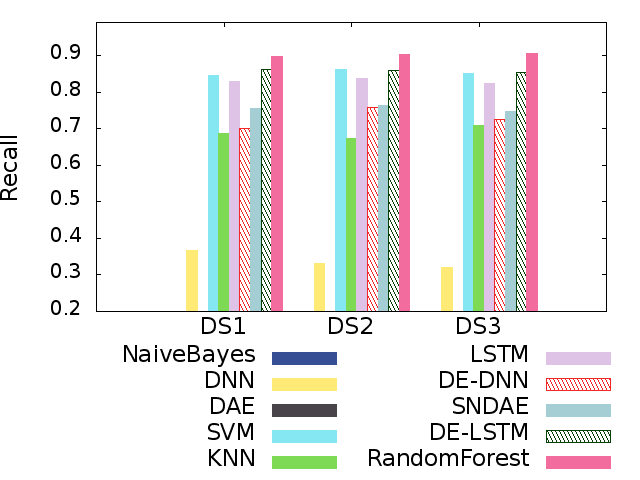 Recall
0.9
0.8
0.7
0.6
0.5
0.4
0.3
0.2
DS1 DS2 DS3
NaiveBayes LSTM
DNN DE-DNN
DAE SNDAE
SVM DE-LSTM
KNN RandomForest